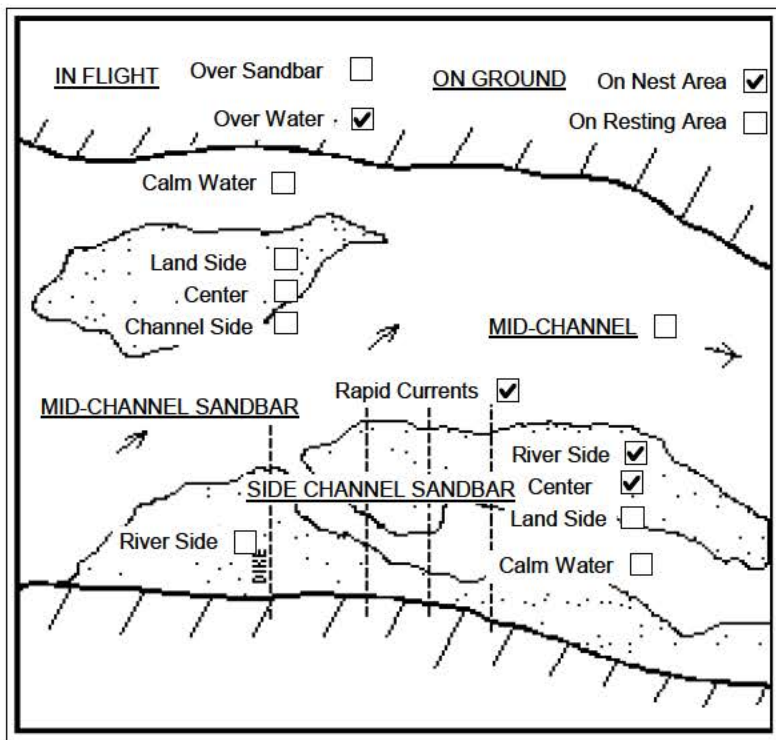 IN FLIGHT Over Sandbar ON GROUND On Nest Area
Over Water On Resting Area
Calm Water
Land Side
Center
Channel Side
MID-CHANNEL
Rapid Currents
MID-CHANNEL SANDBAR
River Side
SIDE CHANNEL SANDBAR Center
Land Side
River Side
DIKE
Calm Water